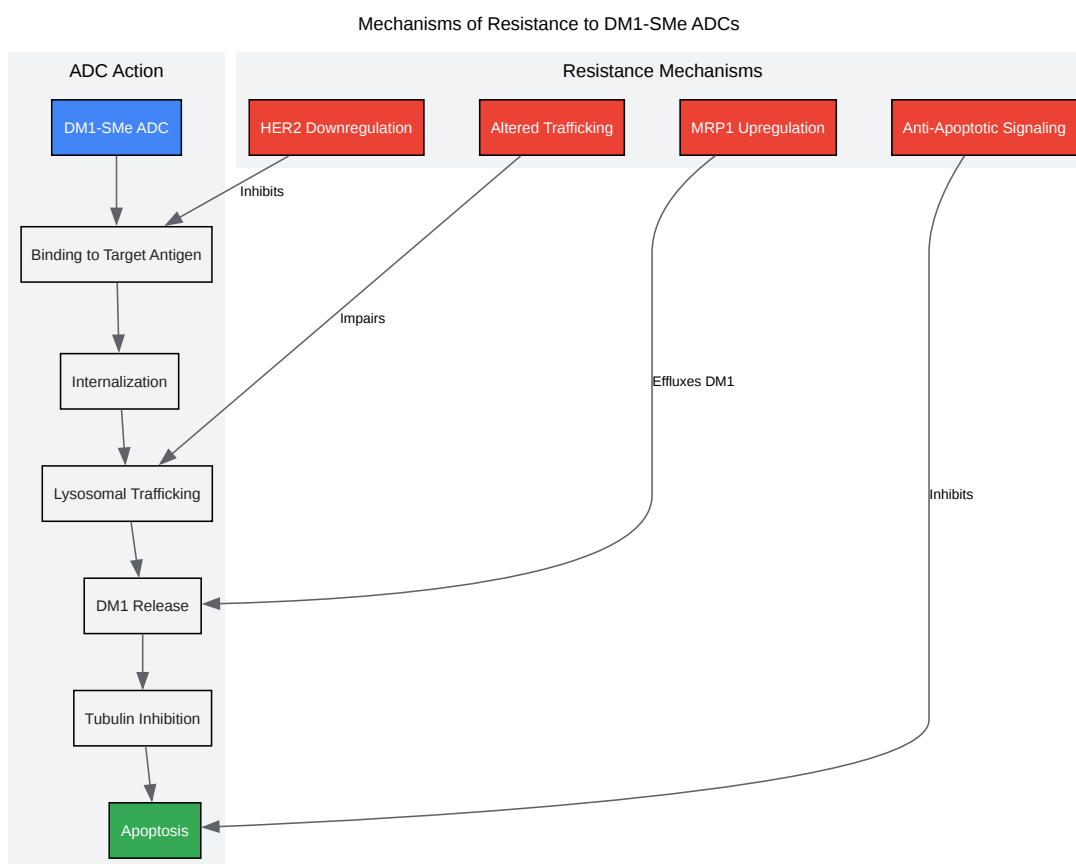 Mechanisms of Resistance to DM1-SMe ADCs
ADC Action
Resistance Mechanisms
DM1-SMe ADC
HER2 Downregulation
Altered Trafficking
MRP1 Upregulation
Anti-Apoptotic Signaling
Inhibits
Binding to Target Antigen
Impairs
Internalization
Effluxes DM1
Lysosomal Trafficking
Inhibits
DM1 Release
Tubulin Inhibition
Apoptosis